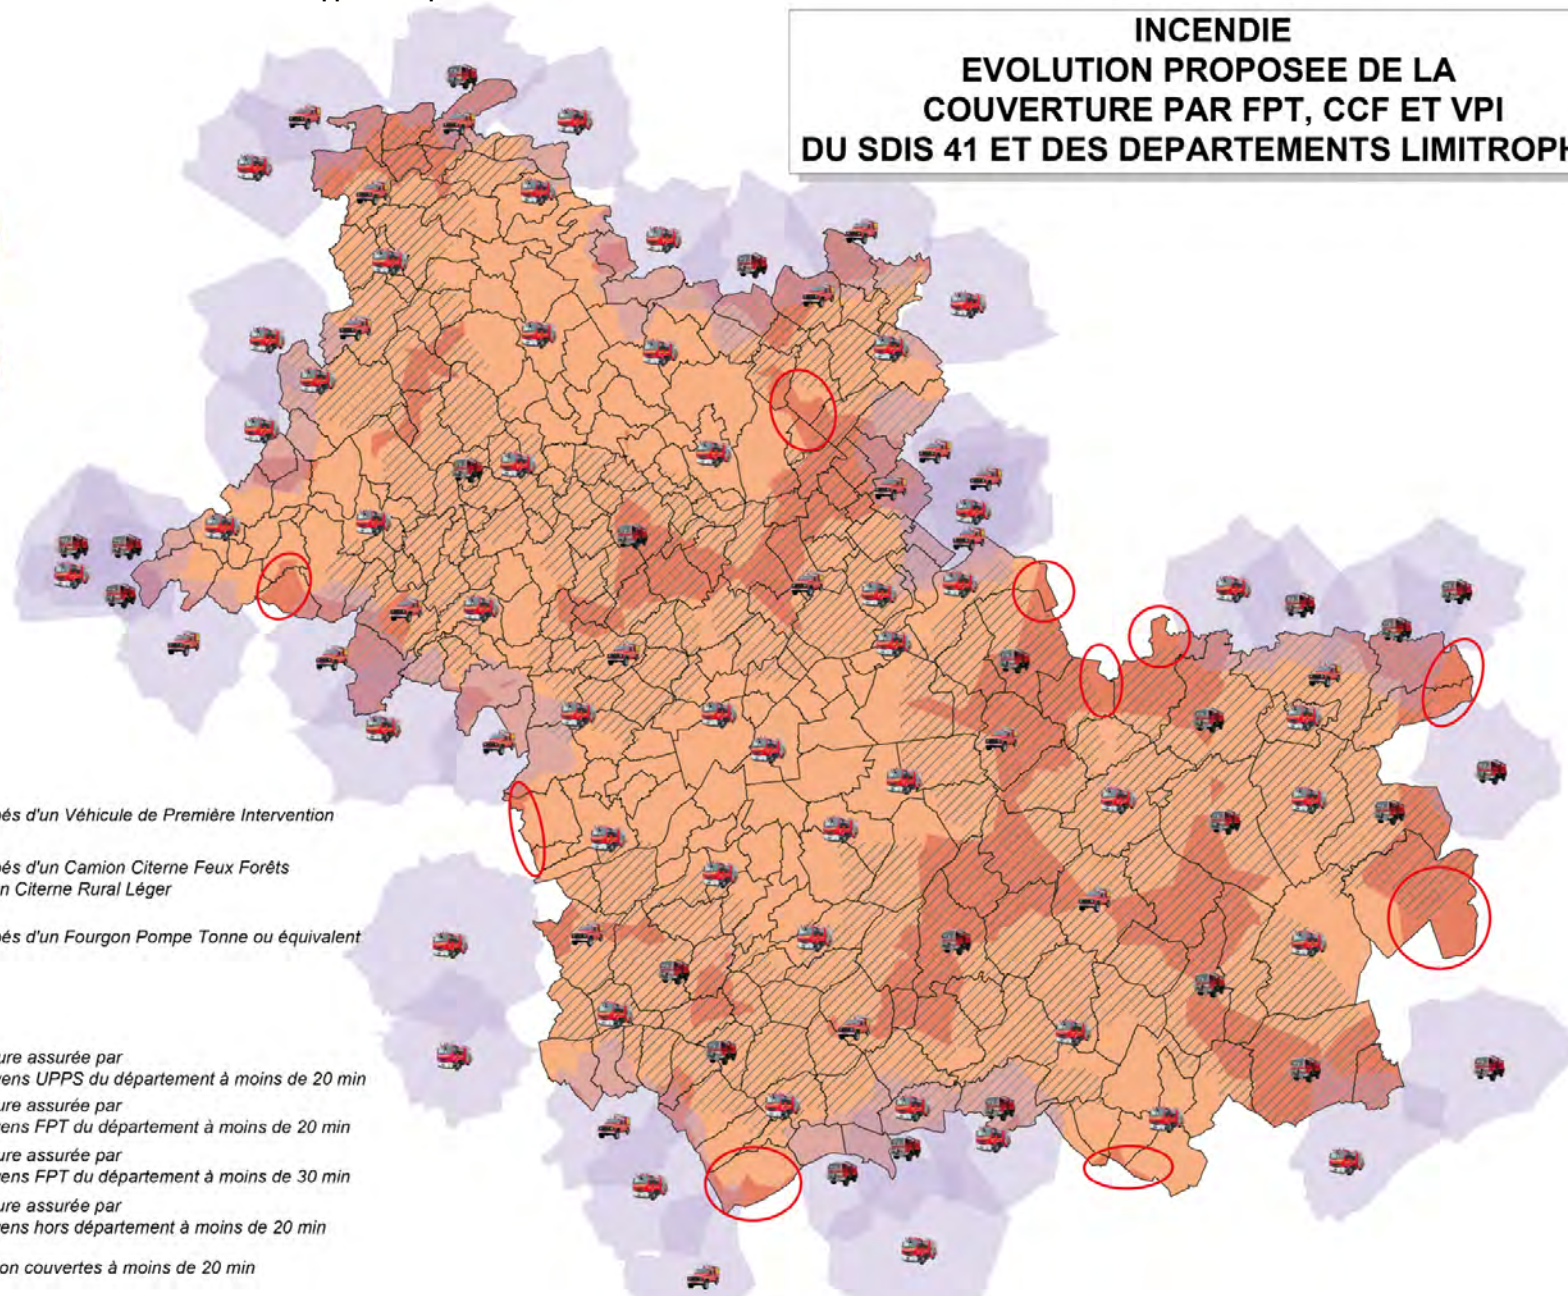 INCENDIE
EVOLUTION PROPOSEE DE LA
COUVERTURE PAR FPT, CCF ET VPI
DU SDIS 41 ET DES DEPARTEMENTS LIMITROPH
és d'un Véhicule de Première Intervention
és d'un Camion Citerne Feux Forêts
n Citerne Rural Léger
és d'un Fourgon Pompe Tonne ou équivalent
ure assurée par
ens UPPS du département à moins de 20 min
ure assurée par
ens FPT du département à moins de 20 min
ure assurée par
ens FPT du département à moins de 30 min
ure assurée par
ens hors département à moins de 20 min
on couvertes à moins de 20 min